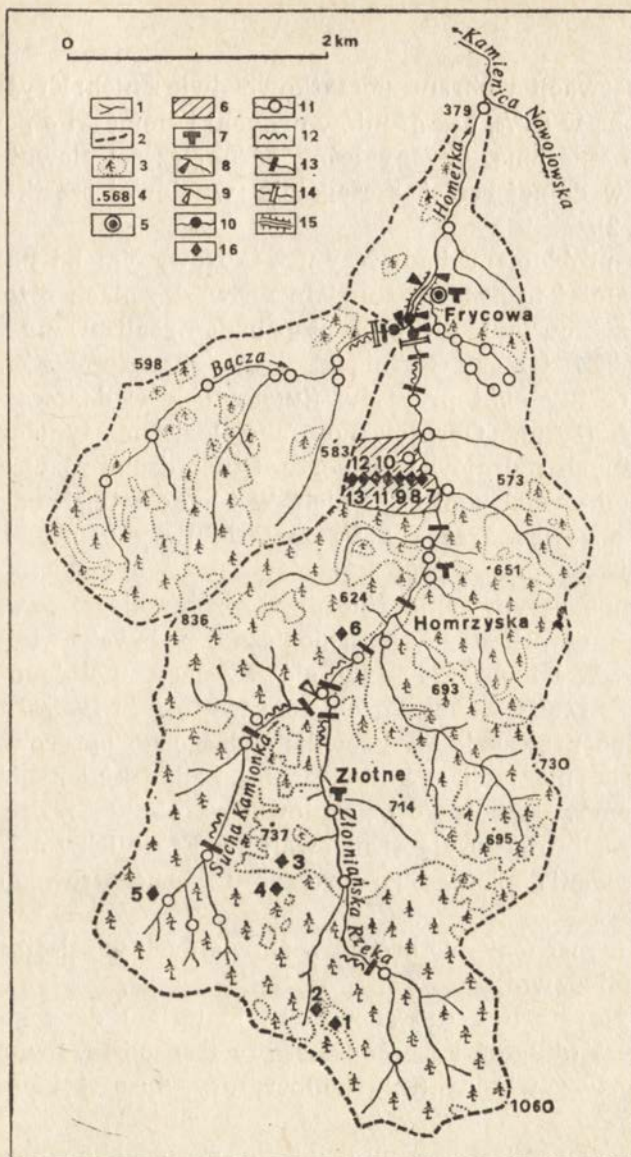 0 2 km
Kamienica Nawojowska
379
1 6 11
2 7 12
3 8 13
.568 4 9 14
5 10 15
16
Homerka
Frycowa
Bącza
598
583
12 10
13 11 9 8 7
573
651
624
Homrzyska
836
6
693
Sucha Kamionka
730
Złotne
714
737
695
3
4
5
Złotniańska Rzeka
2
1
1060